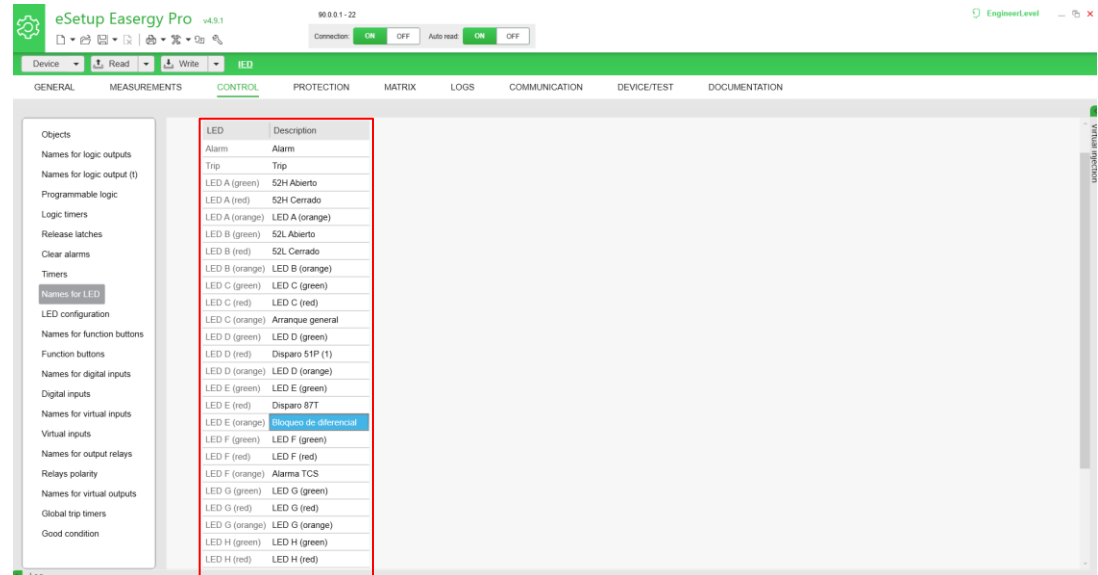 eSetup Easergy Pro v4.9.1
90.0.0.1 - 22
EngineerLevel
Connection: ON OFF Auto read: ON OFF
Device Read Write IED
GENERAL MEASUREMENTS CONTROL PROTECTION MATRIX LOGS COMMUNICATION DEVICE/TEST DOCUMENTATION
Virtual injection
Objects
Names for logic outputs
Names for logic output (t)
Programmable logic
Logic timers
Release latches
Clear alarms
Timers
Names for LED
LED configuration
Names for function buttons
Function buttons
Names for digital inputs
Digital inputs
Names for virtual inputs
Virtual inputs
Names for output relays
Relays polarity
Names for virtual outputs
Global trip timers
Good condition
LED Description
Alarm Alarm
Trip Trip
LED A (green) 52H Abierto
LED A (red) 52H Cerrado
LED A (orange) LED A (orange)
LED B (green) 52L Abierto
LED B (red) 52L Cerrado
LED B (orange) LED B (orange)
LED C (green) LED C (green)
LED C (red) LED C (red)
LED C (orange) Arranque general
LED D (green) LED D (green)
LED D (red) Disparo 51P (1)
LED D (orange) LED D (orange)
LED E (green) LED E (green)
LED E (red) Disparo 87T
LED E (orange) Bloqueo de diferencial
LED F (green) LED F (green)
LED F (red) LED F (red)
LED F (orange) Alarma TCS
LED G (green) LED G (green)
LED G (red) LED G (red)
LED G (orange) LED G (orange)
LED H (green) LED H (green)
LED H (red) LED H (red)